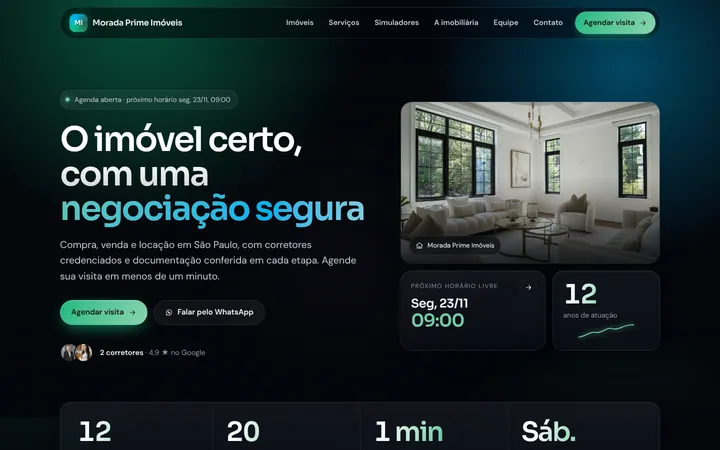 MI Morada Prime Imóveis
Imóveis Serviços Simuladores A imobiliária Equipe Contato Agendar visita →
Agenda aberta · próximo horário seg, 23/11, 09:00
O imóvel certo,
com uma
negociação segura
Compra, venda e locação em São Paulo, com corretores
credenciados e documentação conferida em cada etapa. Agende
sua visita em menos de um minuto.
Agendar visita →
Falar pelo WhatsApp
2 corretores · 4,9 ★ no Google
Morada Prime Imóveis
PRÓXIMO HORÁRIO LIVRE →
Seg, 23/11
09:00
12
anos de atuação
12
20
1 min
Sáb.